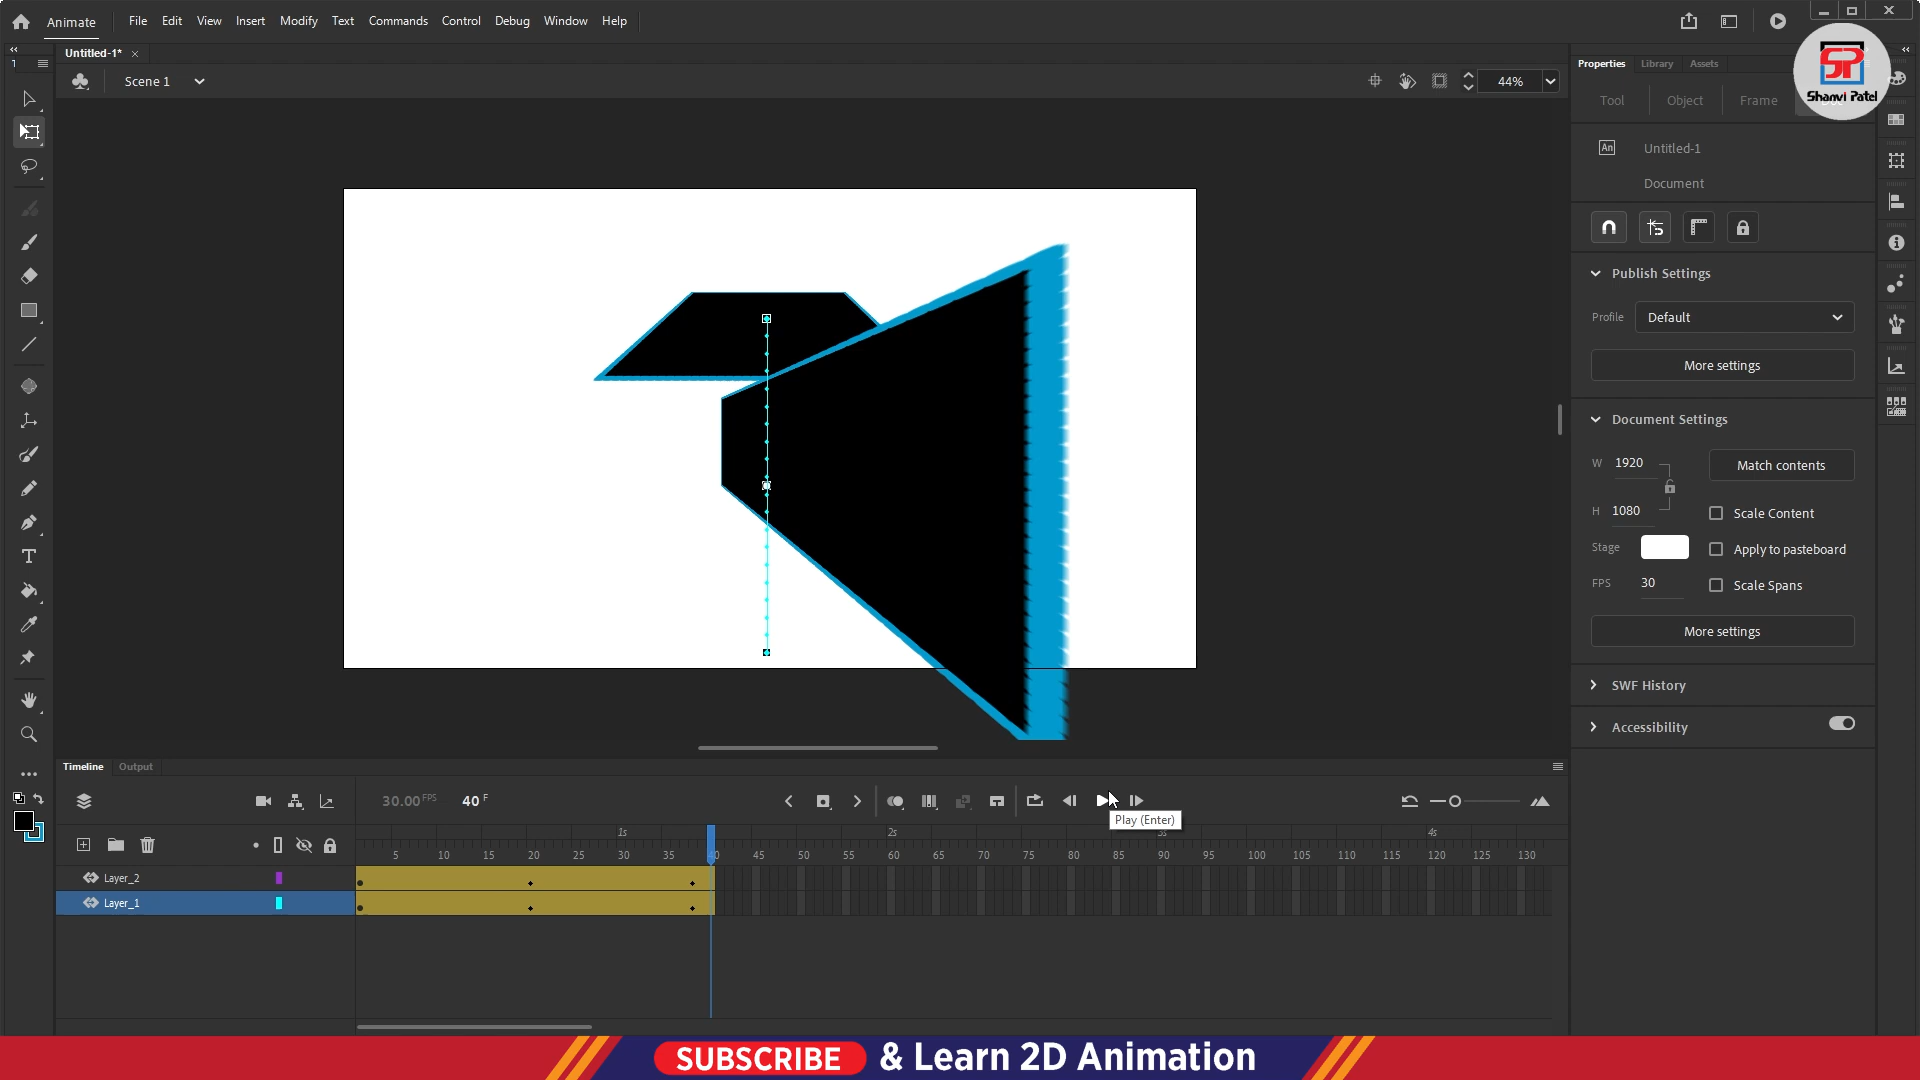 Animate File Edit View Insert Modify Text Commands Control Debug Window Help
Untitled-1* ×
Scene 1 44%
Properties Library Assets
SP
Shanvi Patel
Tool Object Frame
An Untitled-1
Document
Publish Settings
Profile Default
More settings
Document Settings
W 1920 Match contents
H 1080 Scale Content
Stage Apply to pasteboard
FPS 30 Scale Spans
More settings
SWF History
Accessibility
Timeline Output
30.00 FPS 40 F
Play (Enter)
1s 2s 3s 4s
5 10 15 20 25 30 35 40 45 50 55 60 65 70 75 80 85 90 95 100 105 110 115 120 125 130
Layer_2
Layer_1
SUBSCRIBE & Learn 2D Animation